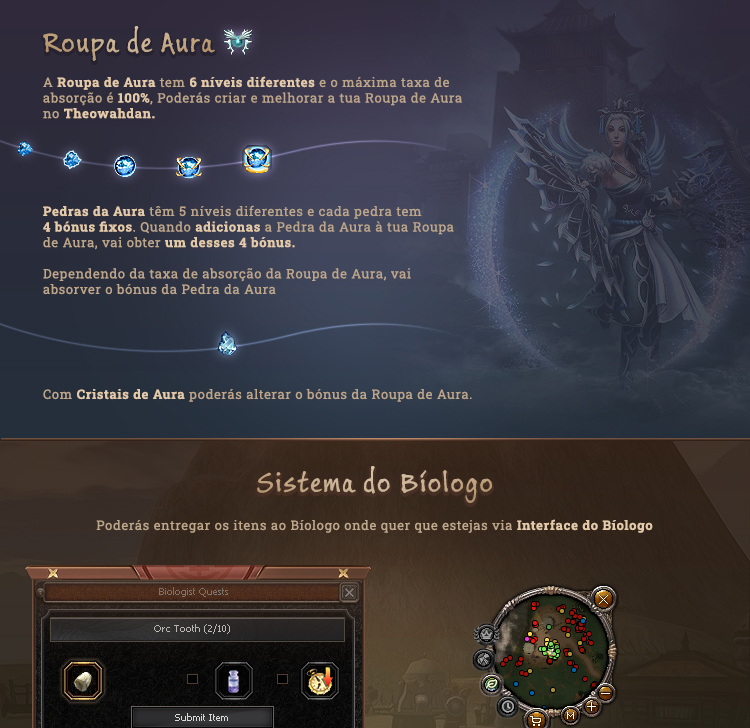 Roupa de Aura
A Roupa de Aura tem 6 níveis diferentes e o máxima taxa de
absorção é 100%, Poderás criar e melhorar a tua Roupa de Aura
no Theowahdan.
Pedras da Aura têm 5 níveis diferentes e cada pedra tem
4 bónus fixos. Quando adicionas a Pedra da Aura à tua Roupa
de Aura, vai obter um desses 4 bónus.
Dependendo da taxa de absorção da Roupa de Aura, vai
absorver o bónus da Pedra da Aura
Com Cristais de Aura poderás alterar o bónus da Roupa de Aura.
Sistema do Bíologo
Poderás entregar os itens ao Bíologo onde quer que estejas via Interface do Bíologo
Biologist Quests
Orc Tooth (2/10)
Submit Item
M